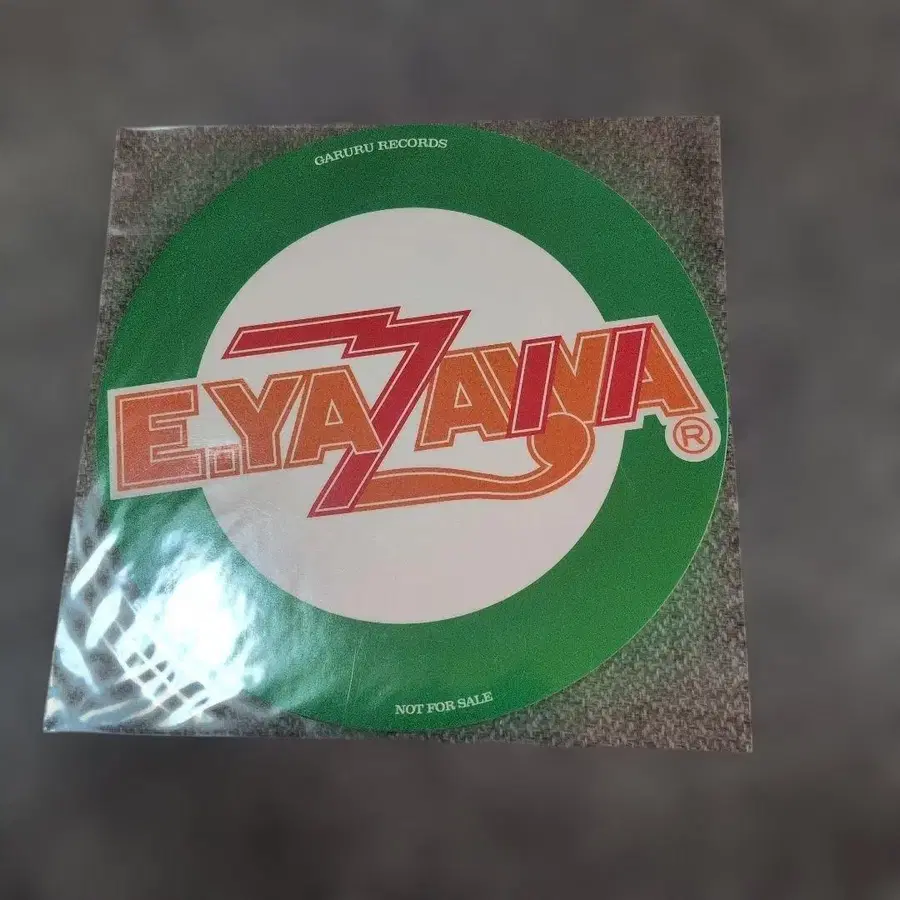 GARURU RECORDS
E.YAZAWA
®
NOT FOR SALE